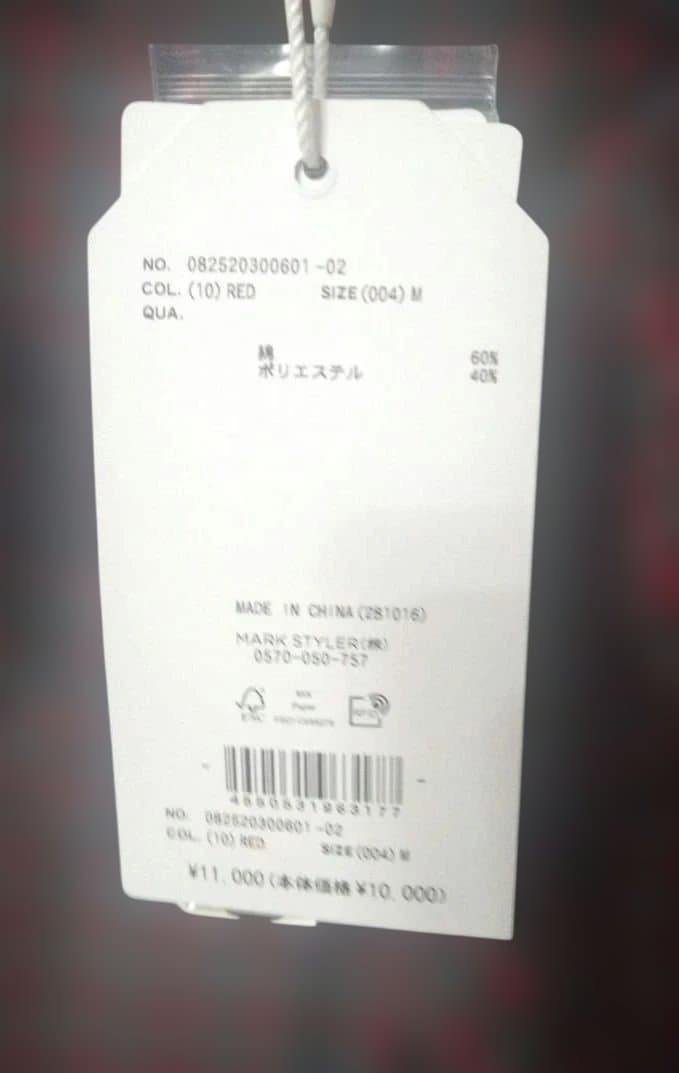 NO. 082520300601-02
COL. (10) RED SIZE(004) M
QUA.
綿 60%
ポリエステル 40%
MADE IN CHINA(281016)
MARK STYLER(株)
0570-050-757
MIX
Paper
NO. 082520300601-02
COL. (10) RED SIZE(004) M
¥11,000(本体価格¥10,000)